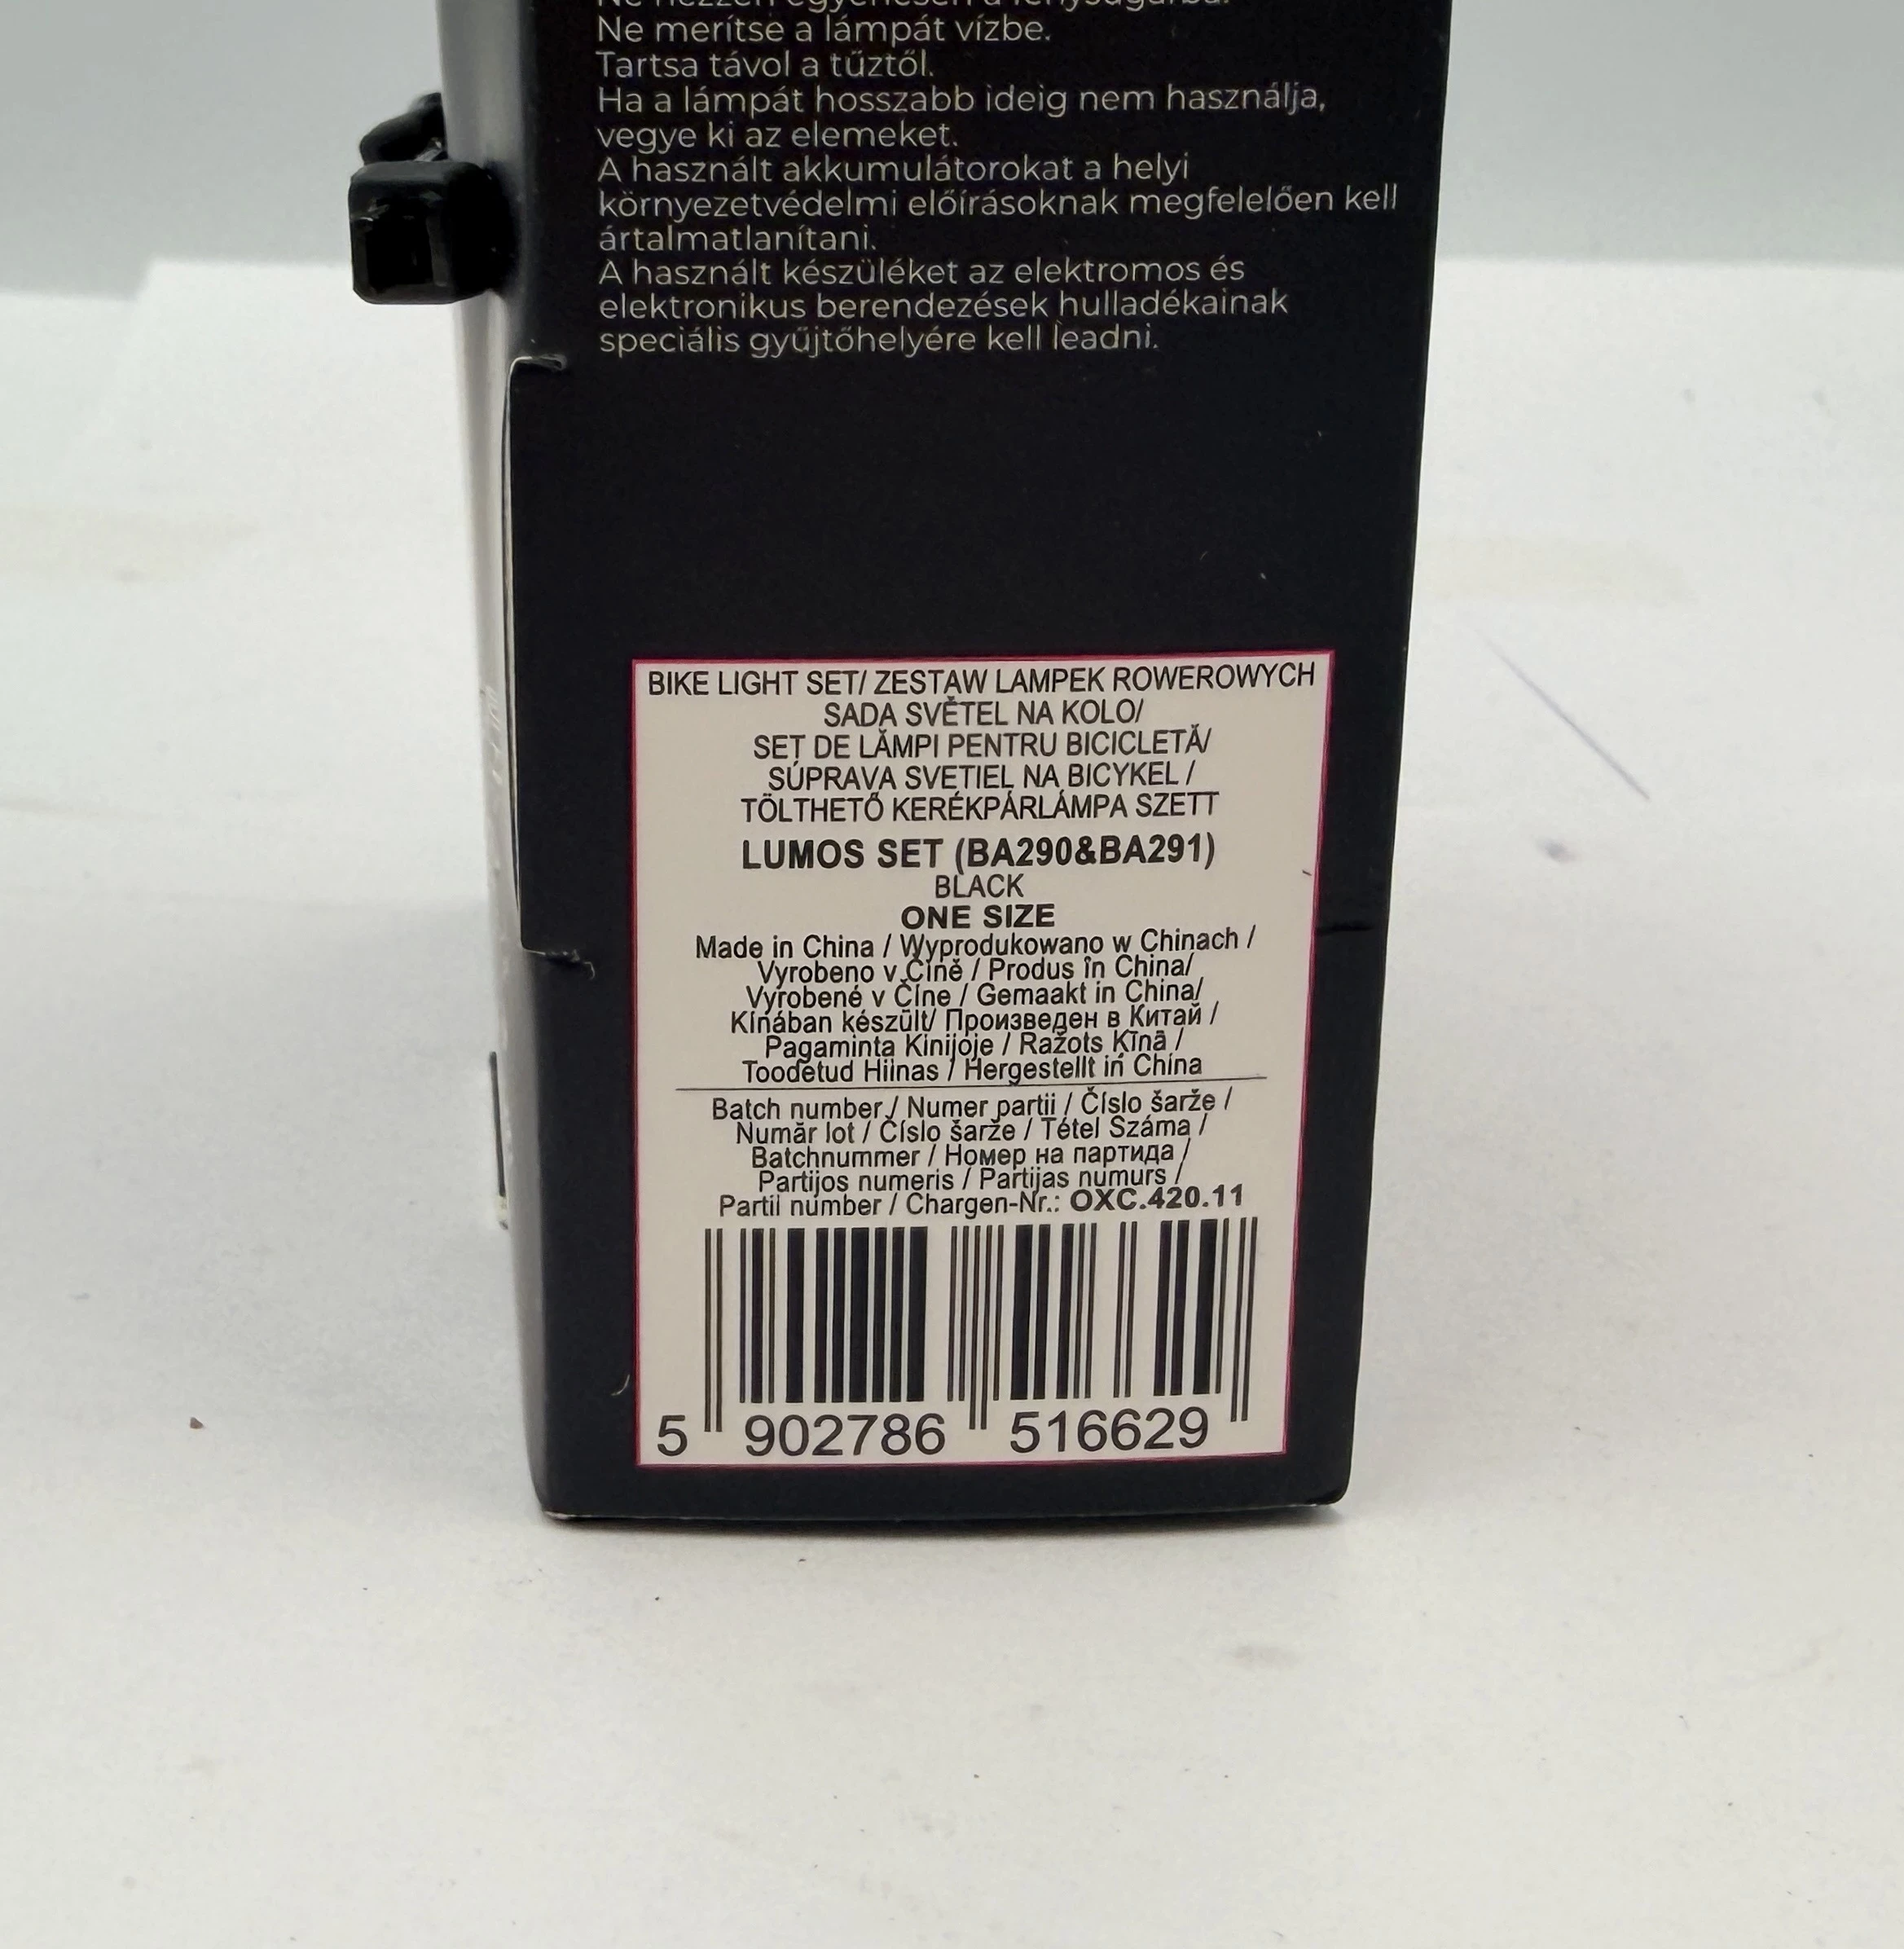 Ne nézzen egyenesen a fénysugárba.
Ne merítse a lámpát vízbe.
Tartsa távol a tűztől.
Ha a lámpát hosszabb ideig nem használja,
vegye ki az elemeket.
A használt akkumulátorokat a helyi
környezetvédelmi előírásoknak megfelelően kell
ártalmatlanítani.
A használt készüléket az elektromos és
elektronikus berendezések hulladékainak
speciális gyűjtőhelyére kell leadni.
BIKE LIGHT SET/ ZESTAW LAMPEK ROWEROWYCH
SADA SVĚTEL NA KOLO/
SET DE LĂMPI PENTRU BICICLETĂ/
SÚPRAVA SVETIEL NA BICYKEL /
TÖLTHETŐ KERÉKPÁRLÁMPA SZETT
LUMOS SET (BA290&BA291)
BLACK
ONE SIZE
Made in China / Wyprodukowano w Chinach /
Vyrobeno v Číně / Produs în China/
Vyrobené v Číne / Gemaakt in China/
Kínában készült/ Произведен в Китай /
Pagaminta Kinijoje / Ražots Ķīnā /
Toodetud Hiinas / Hergestellt in China
Batch number / Numer partii / Číslo šarže /
Număr lot / Číslo šarže / Tétel Száma /
Batchnummer / Номер на партида /
Partijos numeris / Partijas numurs /
Partii number / Chargen-Nr.: OXC.420.11
5 902786 516629